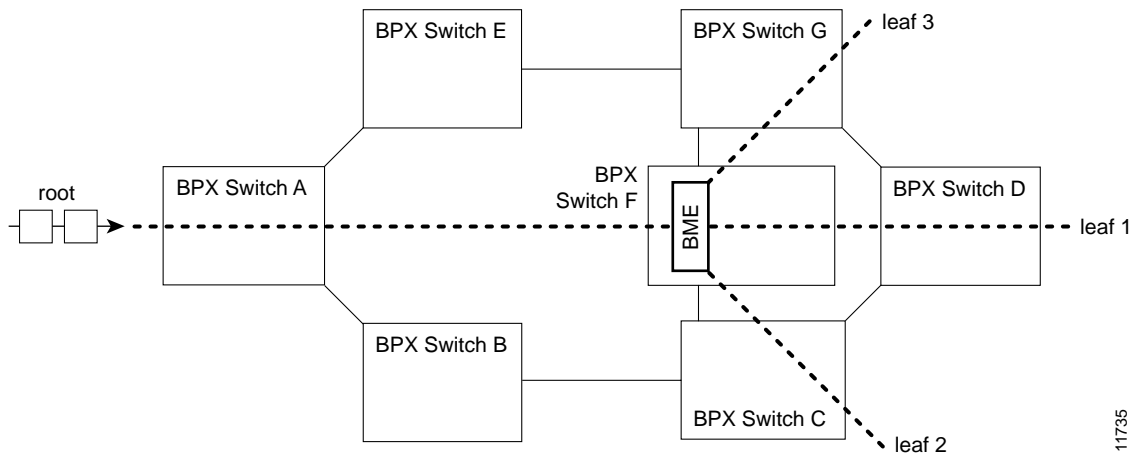 BPX Switch E
BPX Switch G
leaf 3
root
BPX Switch A
BPX
Switch F
BME
BPX Switch D
leaf 1
BPX Switch B
BPX Switch C
leaf 2
11735